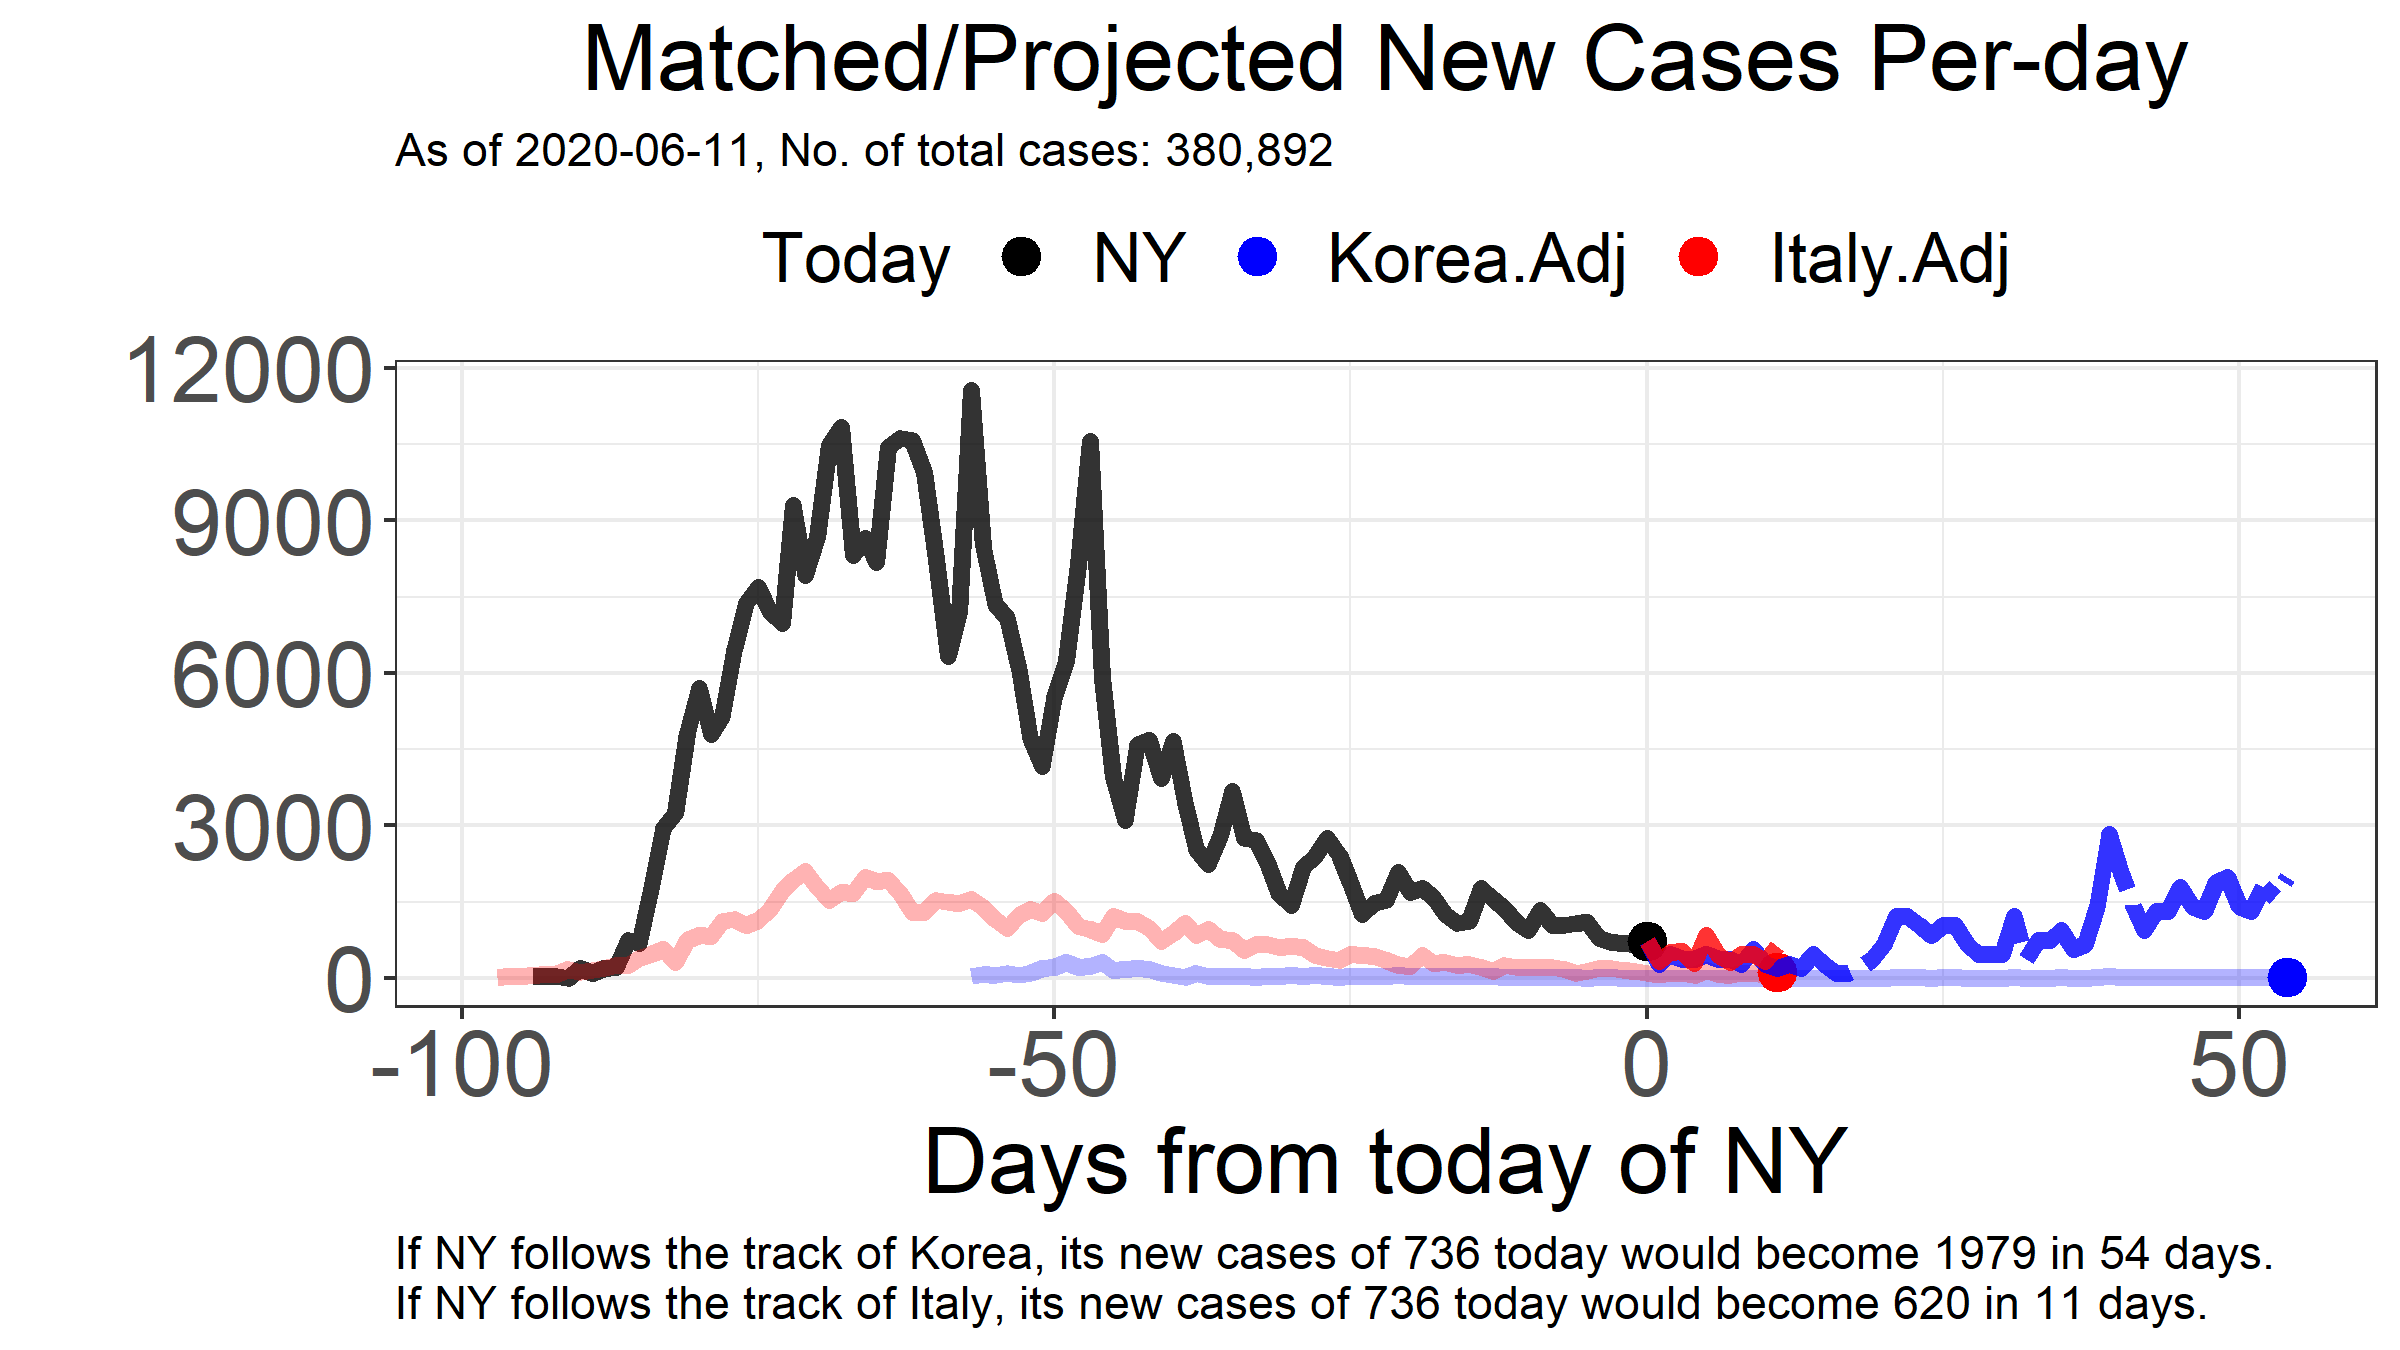 Matched/Projected New Cases Per-day
As of 2020-06-11, No. of total cases: 380,892
Today NY Korea.Adj Italy.Adj
12000
9000
6000
3000
0
-100 -50 0 50
Days from today of NY
If NY follows the track of Korea, its new cases of 736 today would become 1979 in 54 days.
If NY follows the track of Italy, its new cases of 736 today would become 620 in 11 days.